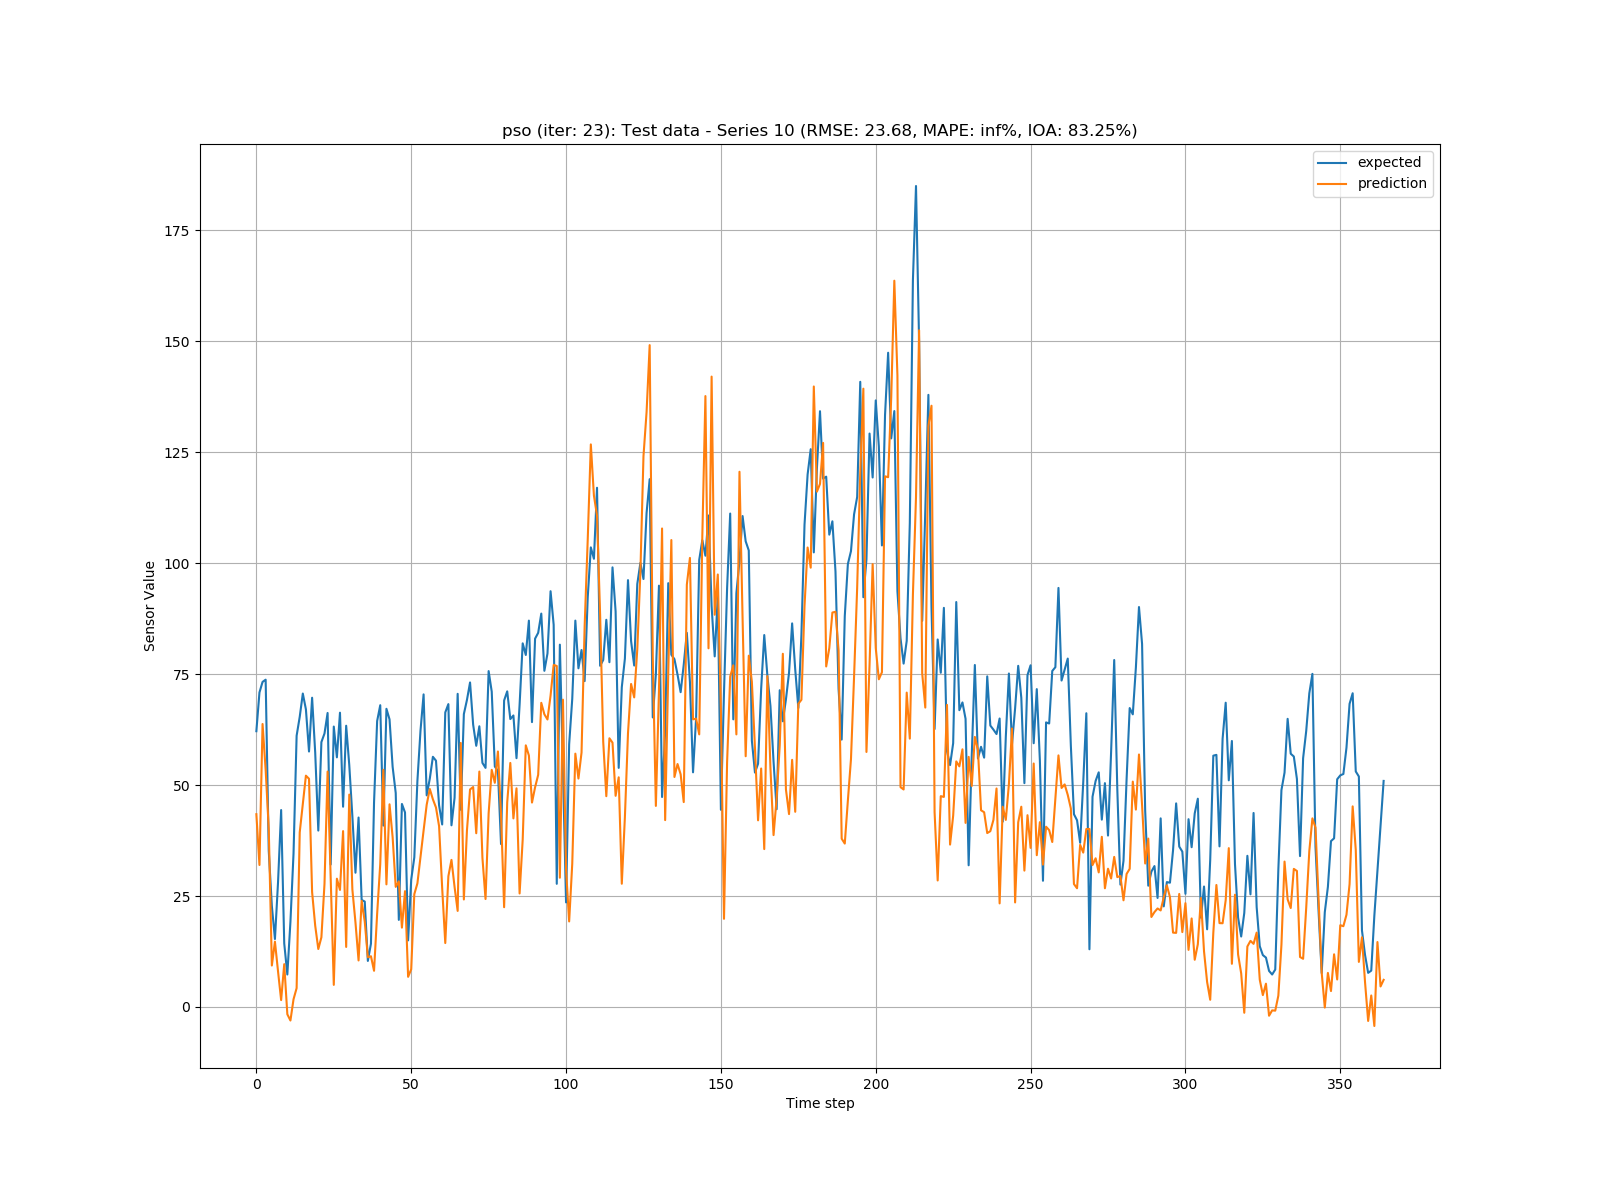 pso (iter: 23): Test data - Series 10 (RMSE: 23.68, MAPE: inf%, IOA: 83.25%)
expected
prediction
175
150
125
100
75
50
25
0
Sensor Value
0 50 100 150 200 250 300 350
Time step